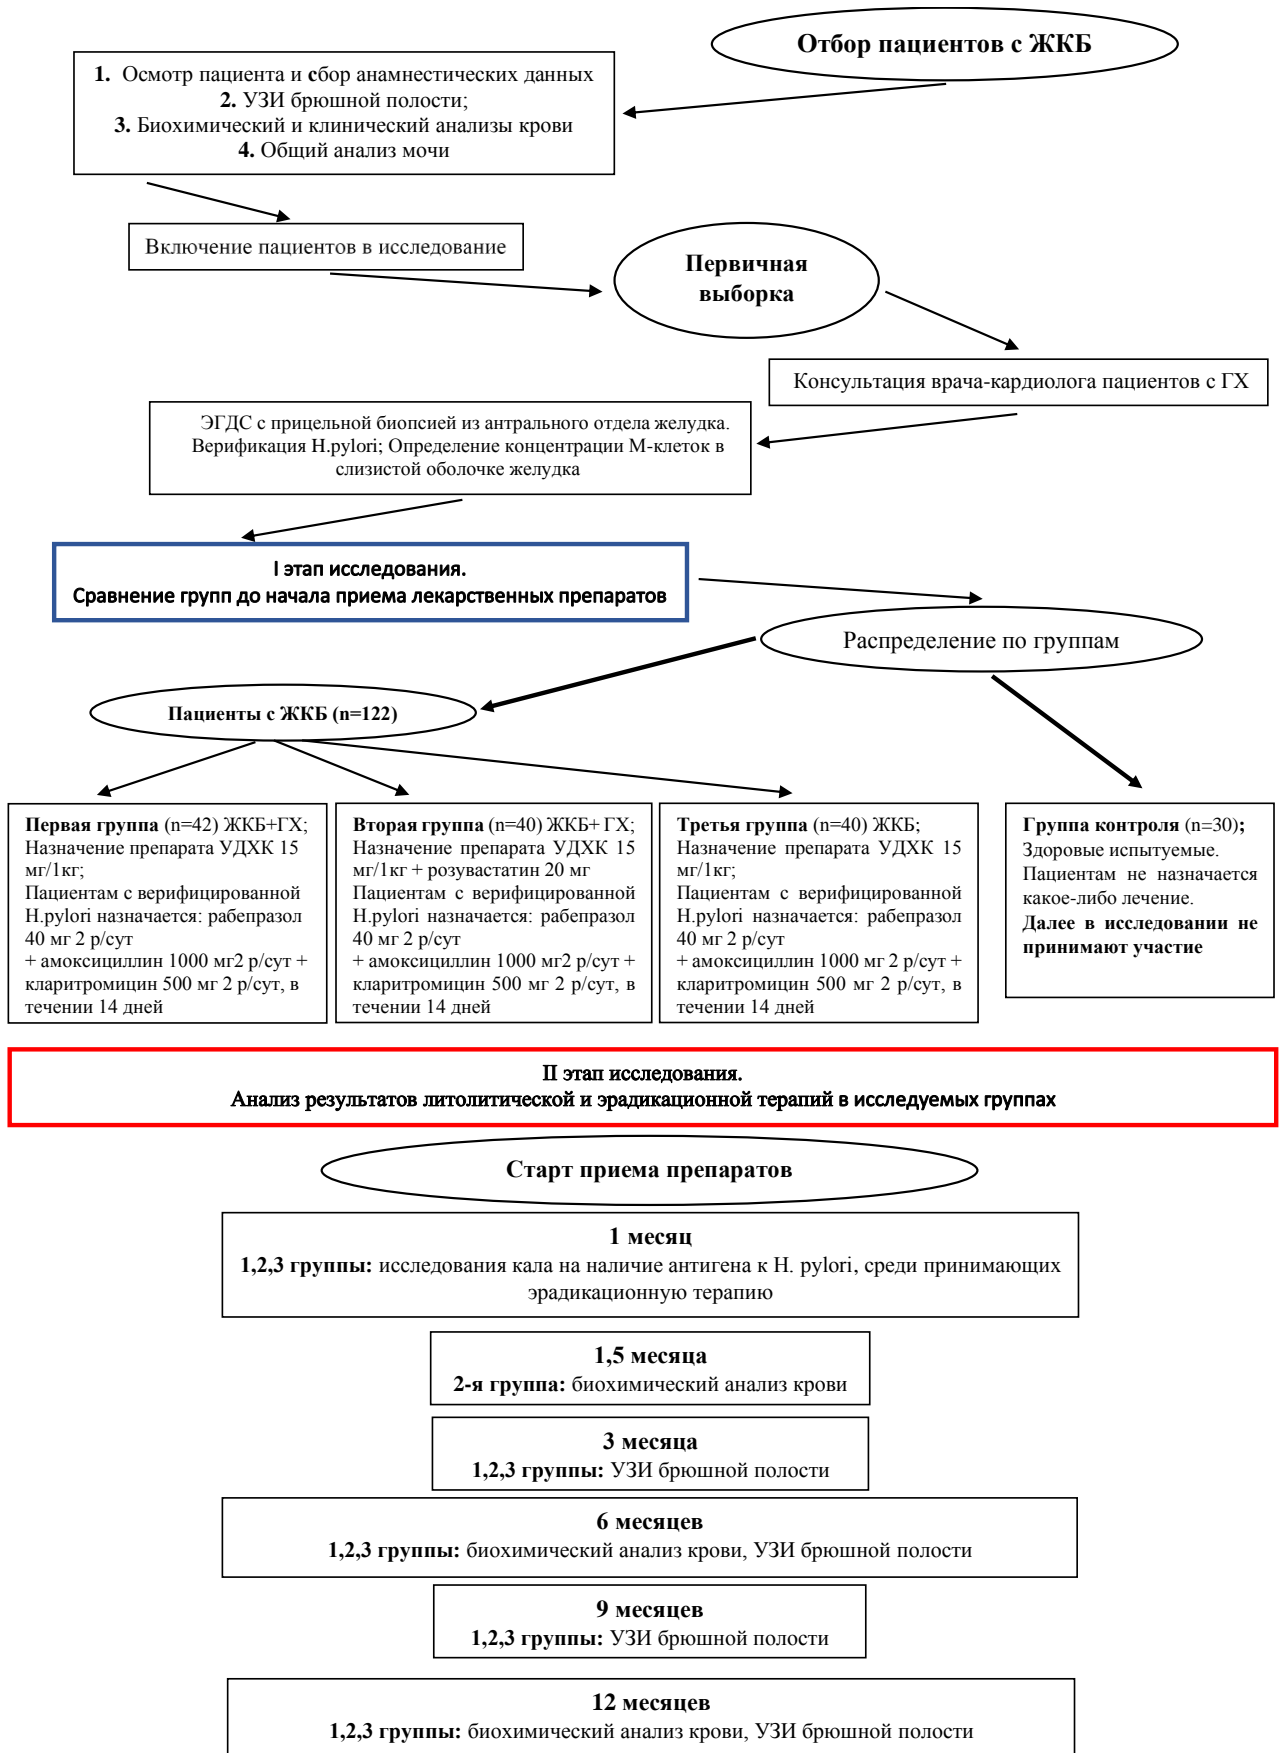 Отбор пациентов с ЖКБ
1. Осмотр пациента и сбор анамнестических данных
2. УЗИ брюшной полости;
3. Биохимический и клинический анализы крови
4. Общий анализ мочи
Включение пациентов в исследование
Первичная
выборка
Консультация врача-кардиолога пациентов с ГХ
ЭГДС с прицельной биопсией из антрального отдела желудка.
Верификация H.pylori; Определение концентрации М-клеток в
слизистой оболочке желудка
I этап исследования.
Сравнение групп до начала приема лекарственных препаратов
Распределение по группам
Пациенты с ЖКБ (n=122)
Первая группа (n=42) ЖКБ+ГХ;
Назначение препарата УДХК 15
мг/1кг;
Пациентам с верифицированной
H.pylori назначается: рабепразол
40 мг 2 р/сут
+ амоксициллин 1000 мг2 р/сут +
кларитромицин 500 мг 2 р/сут, в
течении 14 дней
Вторая группа (n=40) ЖКБ+ ГХ;
Назначение препарата УДХК 15
мг/1кг + розувастатин 20 мг
Пациентам с верифицированной
H.pylori назначается: рабепразол
40 мг 2 р/сут
+ амоксициллин 1000 мг2 р/сут +
кларитромицин 500 мг 2 р/сут, в
течении 14 дней
Третья группа (n=40) ЖКБ;
Назначение препарата УДХК 15
мг/1кг;
Пациентам с верифицированной
H.pylori назначается: рабепразол
40 мг 2 р/сут
+ амоксициллин 1000 мг 2 р/сут +
кларитромицин 500 мг 2 р/сут, в
течении 14 дней
Группа контроля (n=30);
Здоровые испытуемые.
Пациентам не назначается
какое-либо лечение.
Далее в исследовании не
принимают участие
II этап исследования.
Анализ результатов литолитической и эрадикационной терапий в исследуемых группах
Старт приема препаратов
1 месяц
1,2,3 группы: исследования кала на наличие антигена к H. pylori, среди принимающих
эрадикационную терапию
1,5 месяца
2-я группа: биохимический анализ крови
3 месяца
1,2,3 группы: УЗИ брюшной полости
6 месяцев
1,2,3 группы: биохимический анализ крови, УЗИ брюшной полости
9 месяцев
1,2,3 группы: УЗИ брюшной полости
12 месяцев
1,2,3 группы: биохимический анализ крови, УЗИ брюшной полости